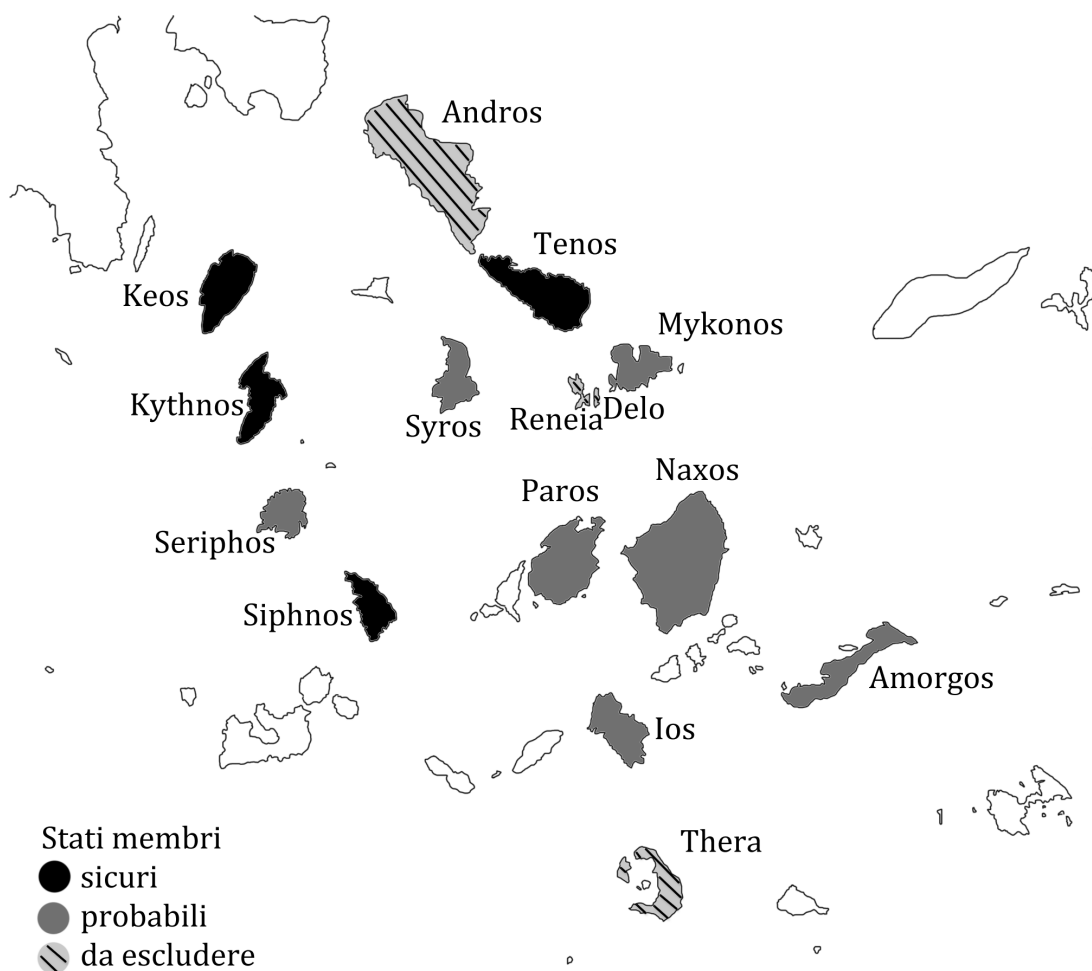 Andros
Tenos
Keos
Mykonos
Kythnos
Syros
Reneia
Delo
Naxos
Paros
Seriphos
Siphnos
Amorgos
Ios
Thera
Stati membri
sicuri
probabili
da escludere